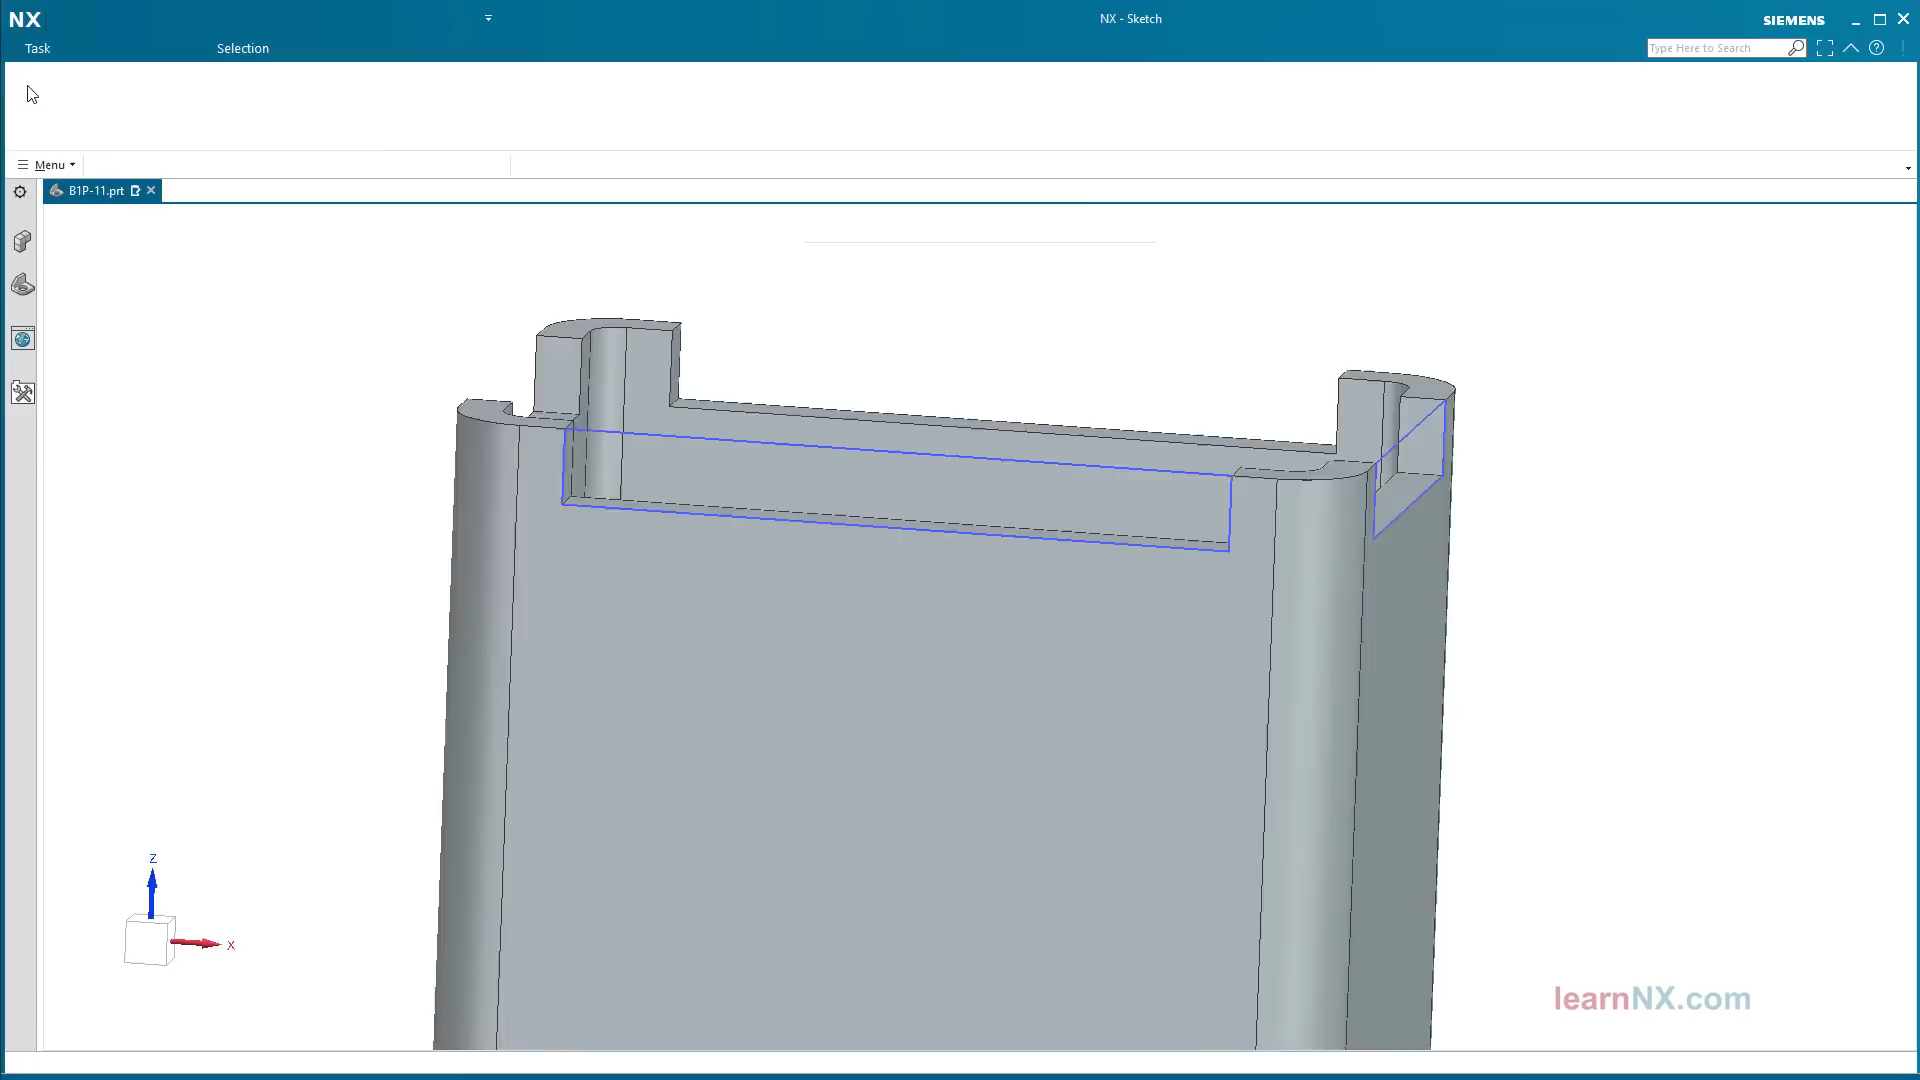 NX
NX - Sketch
SIEMENS
Task
Selection
Type Here to Search
Menu
B1P-11.prt
Z
X
learnNX.com